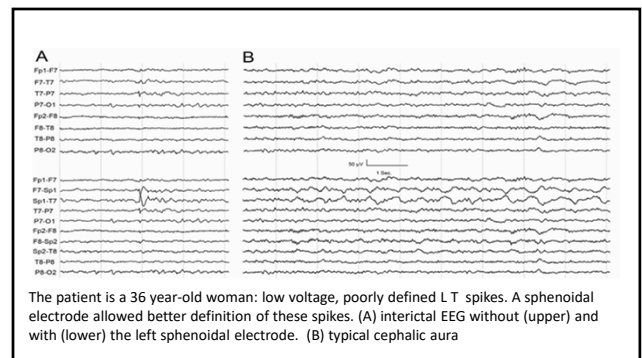 A
B
Fp1-F7
F7-T7
T7-P7
P7-O1
Fp2-F8
F8-T8
T8-P8
P8-O2
50 µV
1 Sec.
Fp1-F7
F7-Sp1
Sp1-T7
T7-P7
P7-O1
Fp2-F8
F8-Sp2
Sp2-T8
T8-P8
P8-O2
The patient is a 36 year-old woman: low voltage, poorly defined L T spikes. A sphenoidal
electrode allowed better definition of these spikes. (A) interictal EEG without (upper) and
with (lower) the left sphenoidal electrode. (B) typical cephalic aura